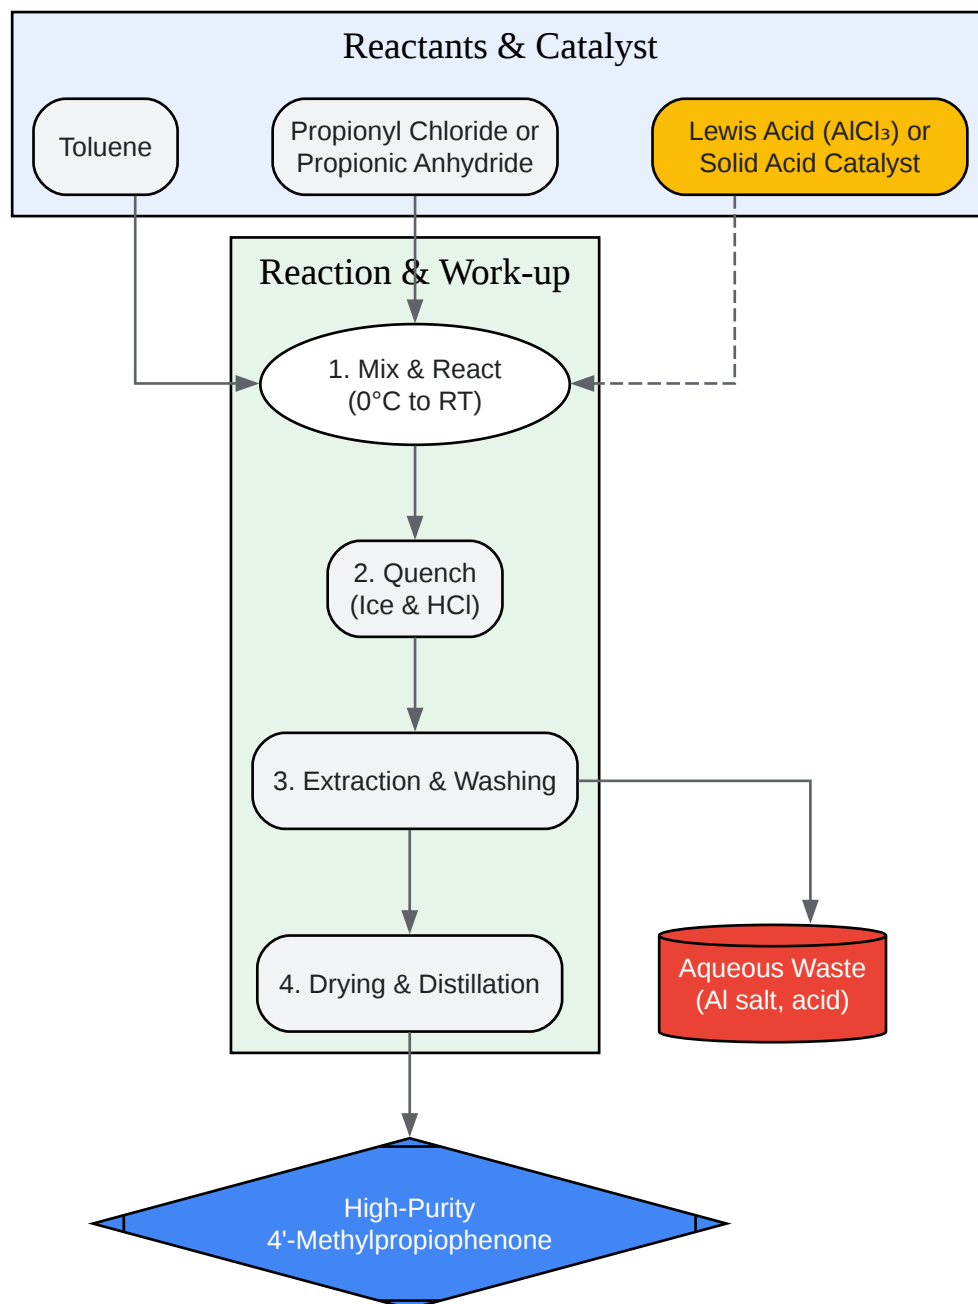 Reactants & Catalyst
Toluene
Propionyl Chloride or
Propionic Anhydride
Lewis Acid (AlCl₃) or
Solid Acid Catalyst
Reaction & Work-up
1. Mix & React
(0°C to RT)
2. Quench
(Ice & HCl)
3. Extraction & Washing
Aqueous Waste
(Al salt, acid)
4. Drying & Distillation
High-Purity
4'-Methylpropiophenone